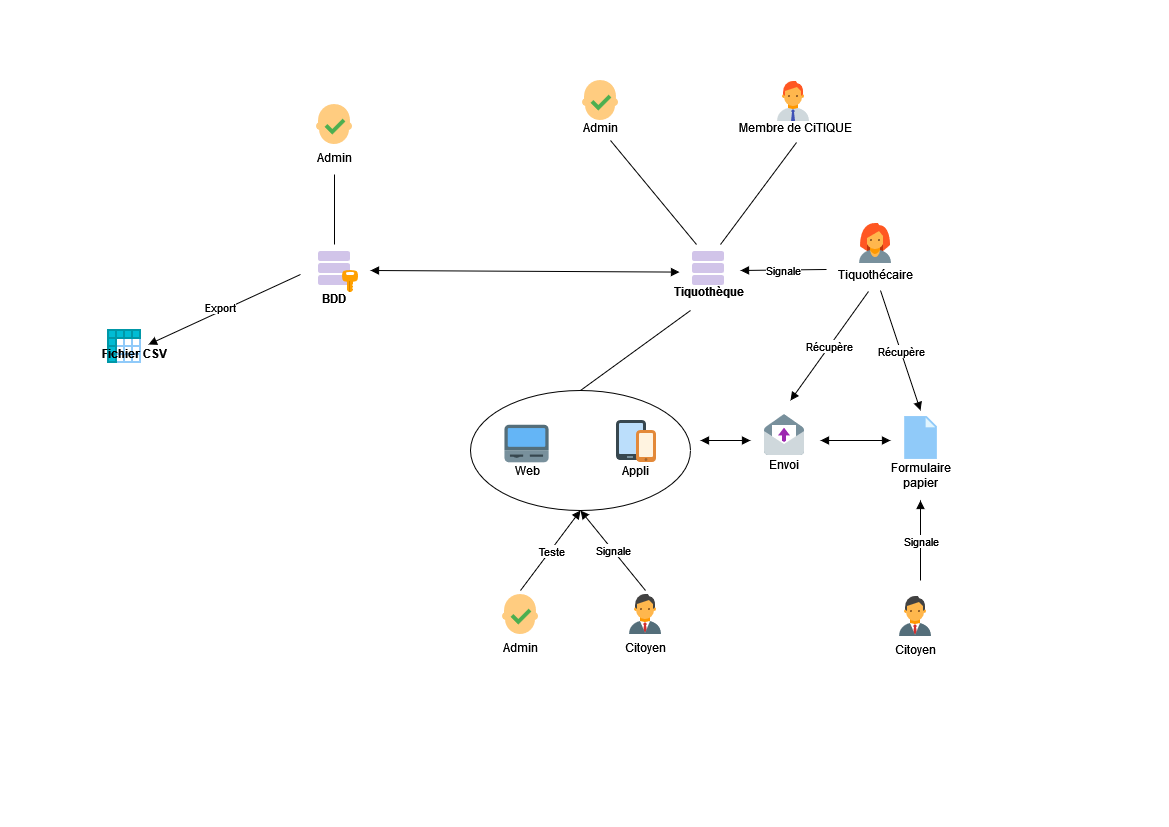 Admin
Membre de CiTIQUE
Admin
Signale
Tiquothécaire
Tiquothèque
BDD
Export
Fichier CSV
Récupère
Récupère
Web
Appli
Envoi
Formulaire
papier
Teste
Signale
Signale
Admin
Citoyen
Citoyen